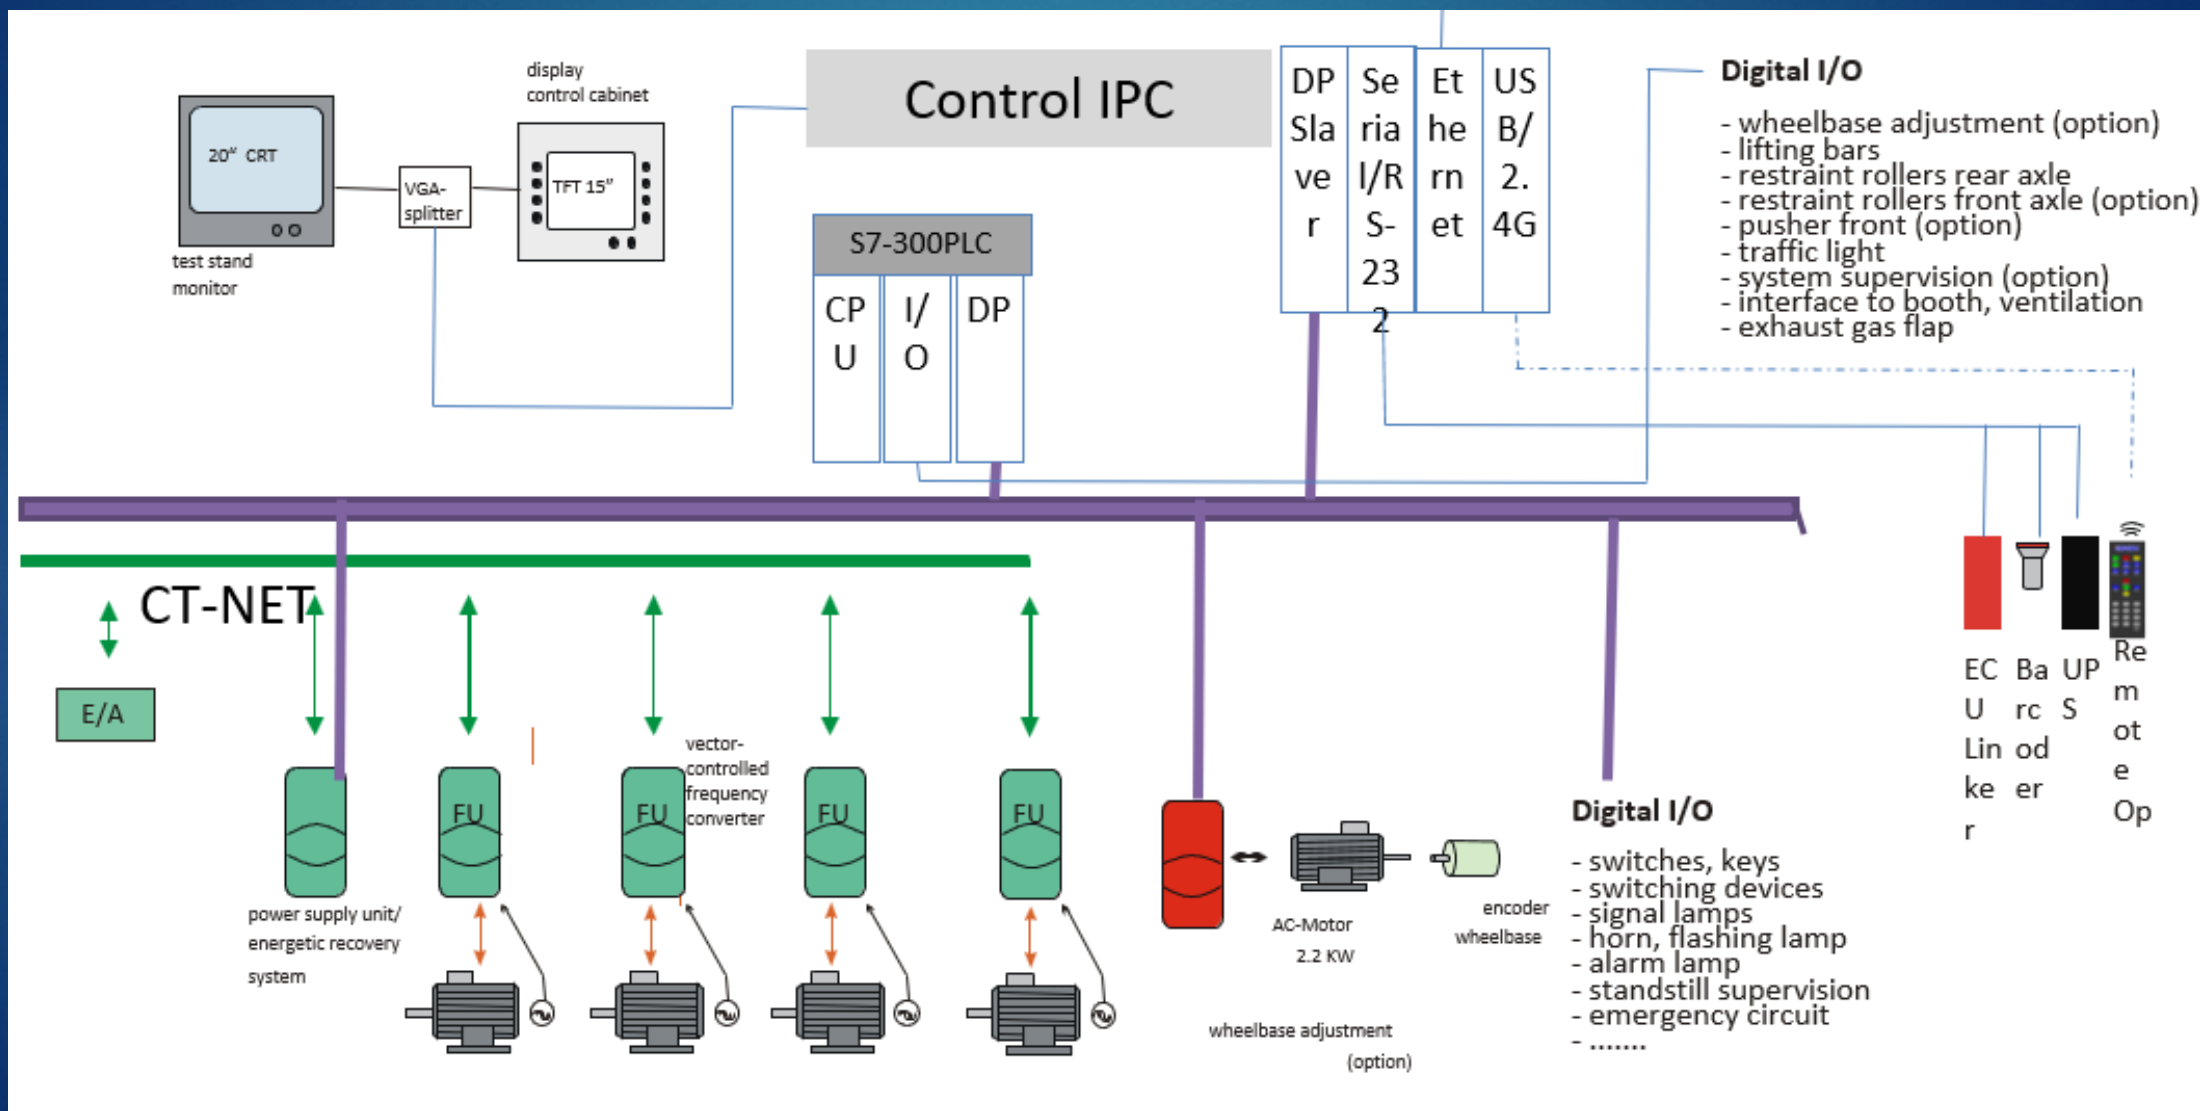 display
control cabinet
20" CRT
VGA-
splitter
TFT 15"
test stand
monitor
Control IPC
DP
Sla
ve
r
Se
ria
l/R
S-
23
2
Et
he
rn
et
US
B/
2.
4G
S7-300PLC
CP
U
I/
O
DP
Digital I/O
- wheelbase adjustment (option)
- lifting bars
- restraint rollers rear axle
- restraint rollers front axle (option)
- pusher front (option)
- traffic light
- system supervision (option)
- interface to booth, ventilation
- exhaust gas flap
CT-NET
E/A
FU
FU
FU
FU
vector-
controlled
frequency
converter
power supply unit/
energetic recovery
system
AC-Motor
2.2 KW
encoder
wheelbase
wheelbase adjustment
(option)
Digital I/O
- switches, keys
- switching devices
- signal lamps
- horn, flashing lamp
- alarm lamp
- standstill supervision
- emergency circuit
- .......
EC
U
Lin
ke
r
Ba
rc
od
er
UP
S
Re
m
ot
e
Op